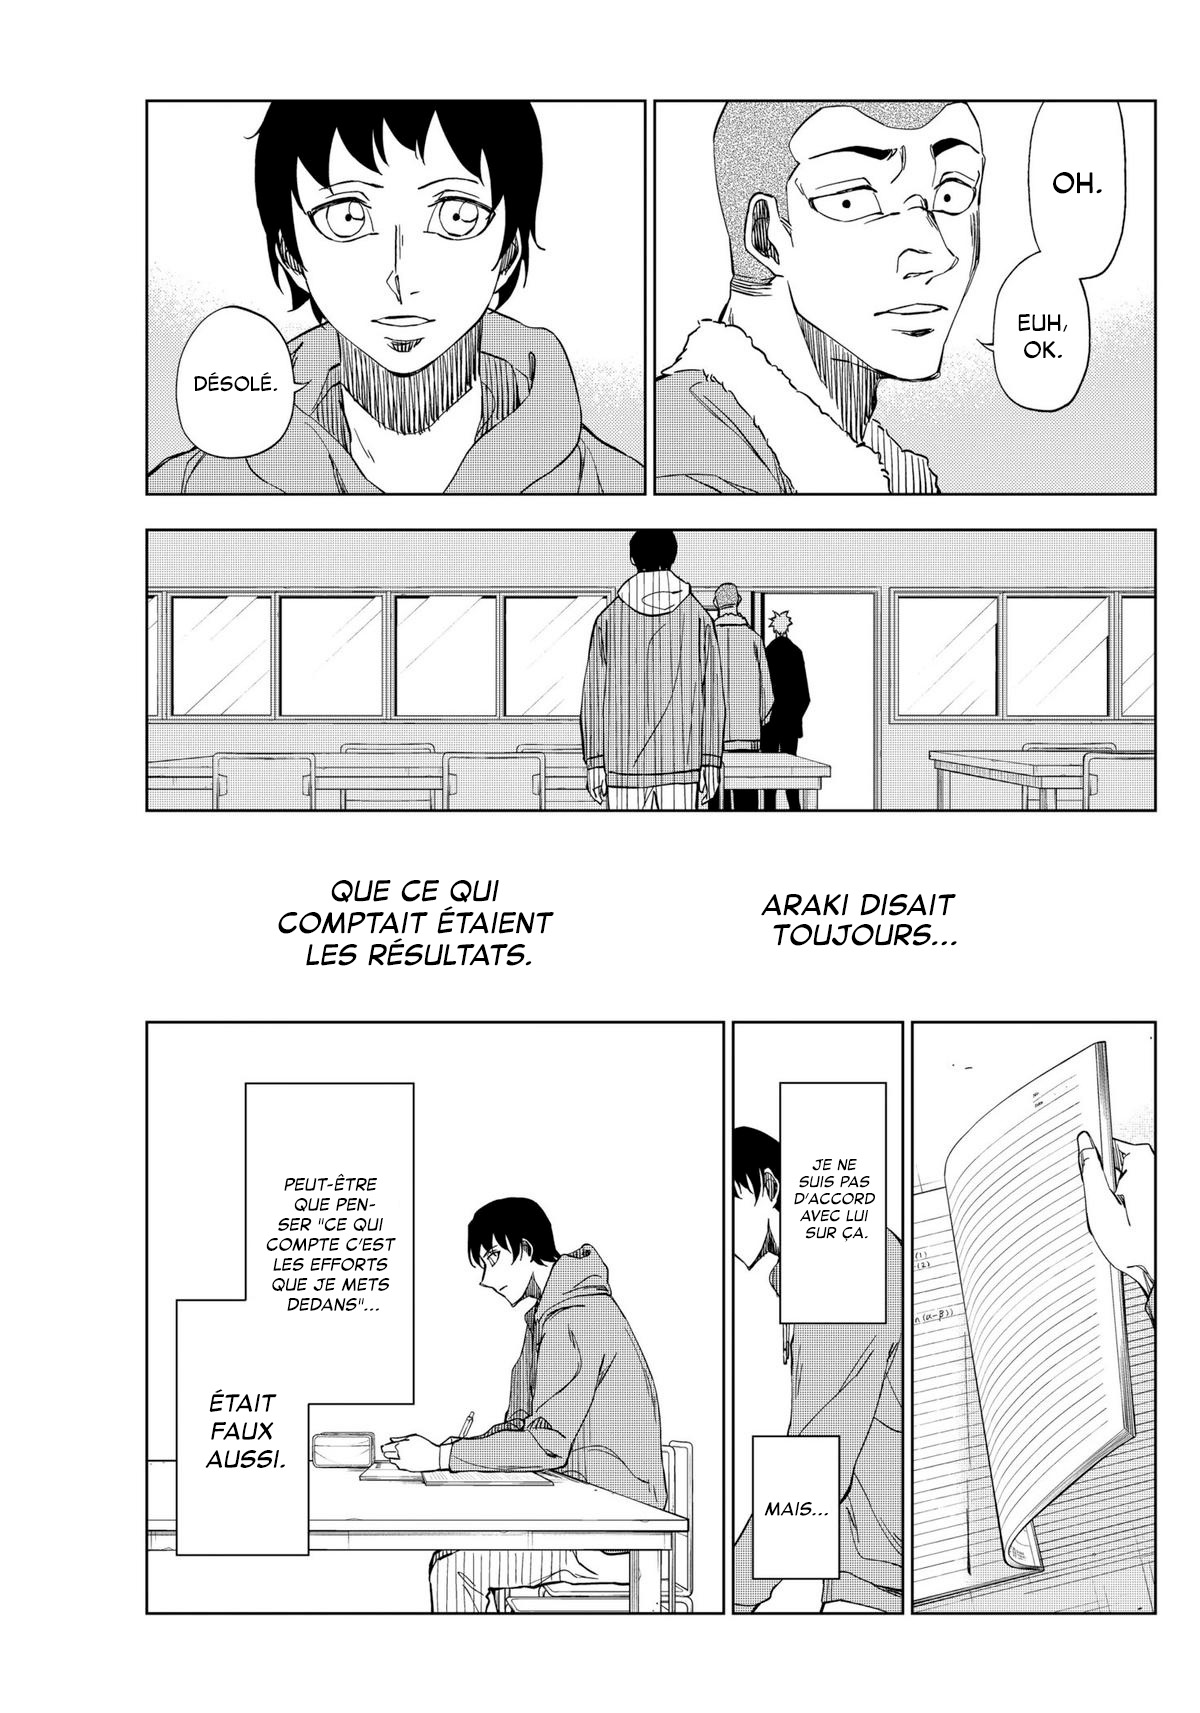 OH.
EUH,
OK.
DÉSOLÉ.
ARAKI DISAIT
TOUJOURS...
QUE CE QUI
COMPTAIT ÉTAIENT
LES RÉSULTATS.
(1)
(2)
n(α-β))
JE NE
SUIS PAS
D'ACCORD
AVEC LUI
SUR ÇA.
MAIS...
PEUT-ÊTRE
QUE PEN-
SER "CE QUI
COMPTE C'EST
LES EFFORTS
QUE JE METS
DEDANS"...
ÉTAIT
FAUX
AUSSI.